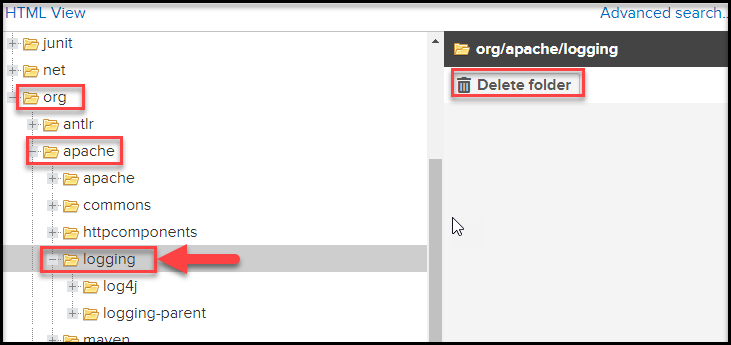 HTML View
Advanced search...
junit
net
org
antlr
apache
apache
commons
httpcomponents
logging
log4j
logging-parent
maven
org/apache/logging
Delete folder